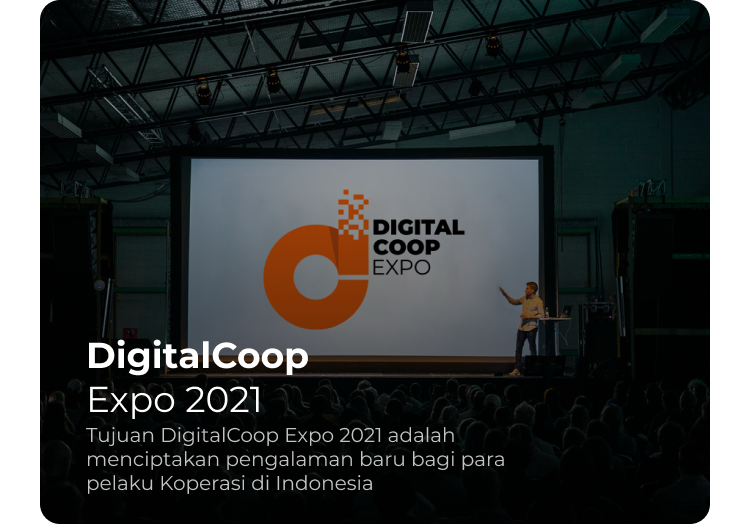 DIGITAL
COOP
EXPO
DigitalCoop
Expo 2021
Tujuan DigitalCoop Expo 2021 adalah
menciptakan pengalaman baru bagi para
pelaku Koperasi di Indonesia